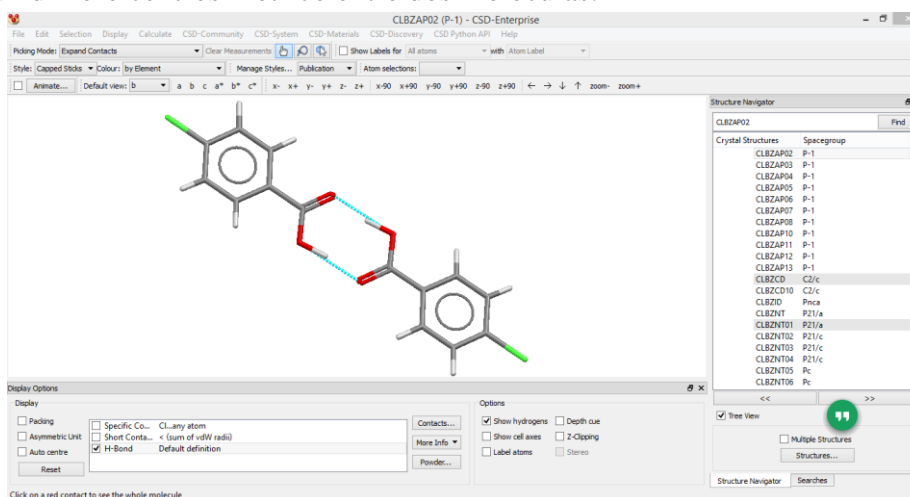 CLBZAP02 (P-1) - CSD-Enterprise
File Edit Selection Display Calculate CSD-Community CSD-System CSD-Materials CSD-Discovery CSD Python API Help
Picking Mode: Expand Contacts Clear Measurements Show Labels for All atoms with Atom Label
Style: Capped Sticks Colour: by Element Manage Styles... Publication Atom selections:
Animate... Default view: b a b c a* b* c* x- x+ y- y+ z- z+ x-90 x+90 y-90 y+90 z-90 z+90 ← → ↓ ↑ zoom- zoom+
Structure Navigator
CLBZAP02 Find
Crystal Structures Spacegroup
CLBZAP02 P-1
CLBZAP03 P-1
CLBZAP04 P-1
CLBZAP05 P-1
CLBZAP06 P-1
CLBZAP07 P-1
CLBZAP08 P-1
CLBZAP10 P-1
CLBZAP11 P-1
CLBZAP12 P-1
CLBZAP13 P-1
CLBZCD C2/c
CLBZCD10 C2/c
CLBZID Pnca
CLBZNT P21/a
CLBZNT01 P21/a
CLBZNT02 P21/c
CLBZNT03 P21/c
CLBZNT04 P21/c
CLBZNT05 Pc
CLBZNT06 Pc
<< >>
Tree View
Multiple Structures
Structures...
Structure Navigator Searches
Display Options
Display
Packing
Asymmetric Unit
Auto centre
Reset
Specific Co... Cl...any atom
Short Conta... < (sum of vdW radii)
H-Bond Default definition
Contacts...
More Info
Powder...
Options
Show hydrogens Depth cue
Show cell axes Z-Clipping
Label atoms Stereo
Click on a red contact to see the whole molecule